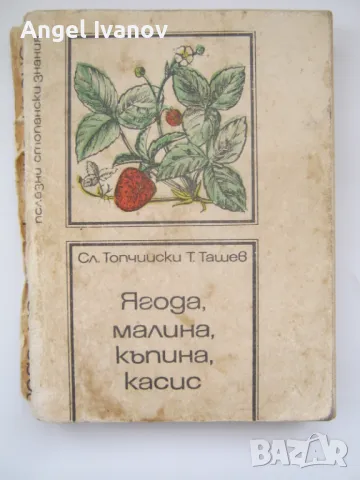 Angel Ivanov
полезни стопански знания
Сл. Топчийски Т. Ташев
Ягода,
малина,
къпина,
касис
BAZAR